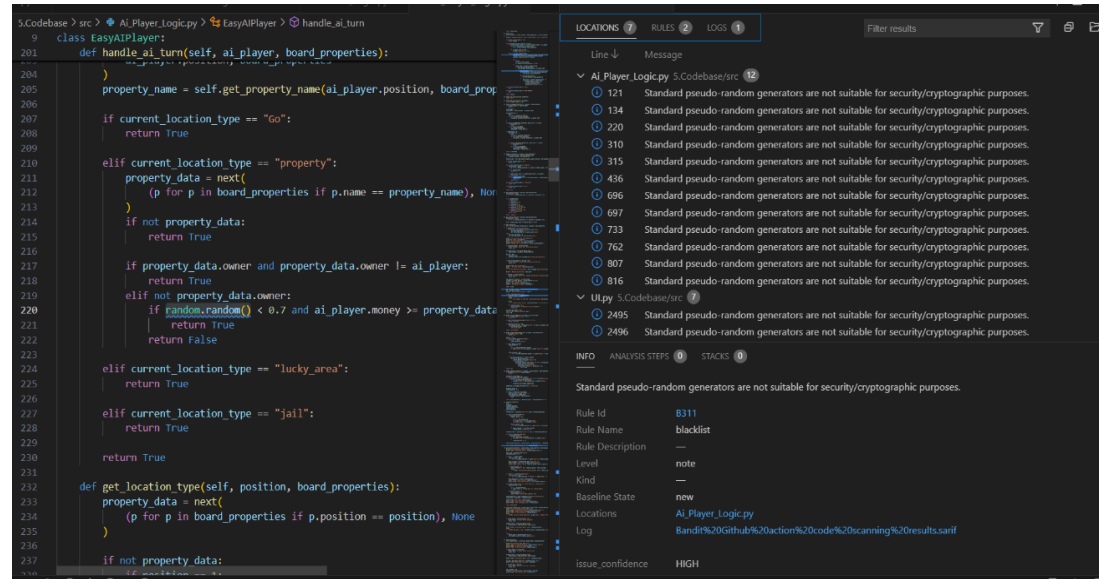 5.Codebase > src > Ai_Player_Logic.py > EasyAIPlayer > handle_ai_turn
9 class EasyAIPlayer:
201 def handle_ai_turn(self, ai_player, board_properties):
204 )
205 property_name = self.get_property_name(ai_player.position, board_prop
206
207 if current_location_type == "Go":
208 return True
209
210 elif current_location_type == "property":
211 property_data = next(
212 (p for p in board_properties if p.name == property_name), Non
213 )
214 if not property_data:
215 return True
216
217 if property_data.owner and property_data.owner != ai_player:
218 return True
219 elif not property_data.owner:
220 if random.random() < 0.7 and ai_player.money >= property_data
221 return True
222 return False
223
224 elif current_location_type == "lucky_area":
225 return True
226
227 elif current_location_type == "jail":
228 return True
229
230 return True
231
232 def get_location_type(self, position, board_properties):
233 property_data = next(
234 (p for p in board_properties if p.position == position), None
235 )
236
237 if not property_data:
LOCATIONS 7 RULES 2 LOGS 1 Filter results
Line ↓ Message
Ai_Player_Logic.py 5.Codebase/src 12
121 Standard pseudo-random generators are not suitable for security/cryptographic purposes.
134 Standard pseudo-random generators are not suitable for security/cryptographic purposes.
220 Standard pseudo-random generators are not suitable for security/cryptographic purposes.
310 Standard pseudo-random generators are not suitable for security/cryptographic purposes.
315 Standard pseudo-random generators are not suitable for security/cryptographic purposes.
436 Standard pseudo-random generators are not suitable for security/cryptographic purposes.
696 Standard pseudo-random generators are not suitable for security/cryptographic purposes.
697 Standard pseudo-random generators are not suitable for security/cryptographic purposes.
733 Standard pseudo-random generators are not suitable for security/cryptographic purposes.
762 Standard pseudo-random generators are not suitable for security/cryptographic purposes.
807 Standard pseudo-random generators are not suitable for security/cryptographic purposes.
816 Standard pseudo-random generators are not suitable for security/cryptographic purposes.
UI.py 5.Codebase/src 7
2495 Standard pseudo-random generators are not suitable for security/cryptographic purposes.
2496 Standard pseudo-random generators are not suitable for security/cryptographic purposes.
INFO ANALYSIS STEPS 0 STACKS 0
Standard pseudo-random generators are not suitable for security/cryptographic purposes.
Rule Id B311
Rule Name blacklist
Rule Description —
Level note
Kind —
Baseline State new
Locations Ai_Player_Logic.py
Log Bandit%20Github%20action%20code%20scanning%20results.sarif
issue_confidence HIGH